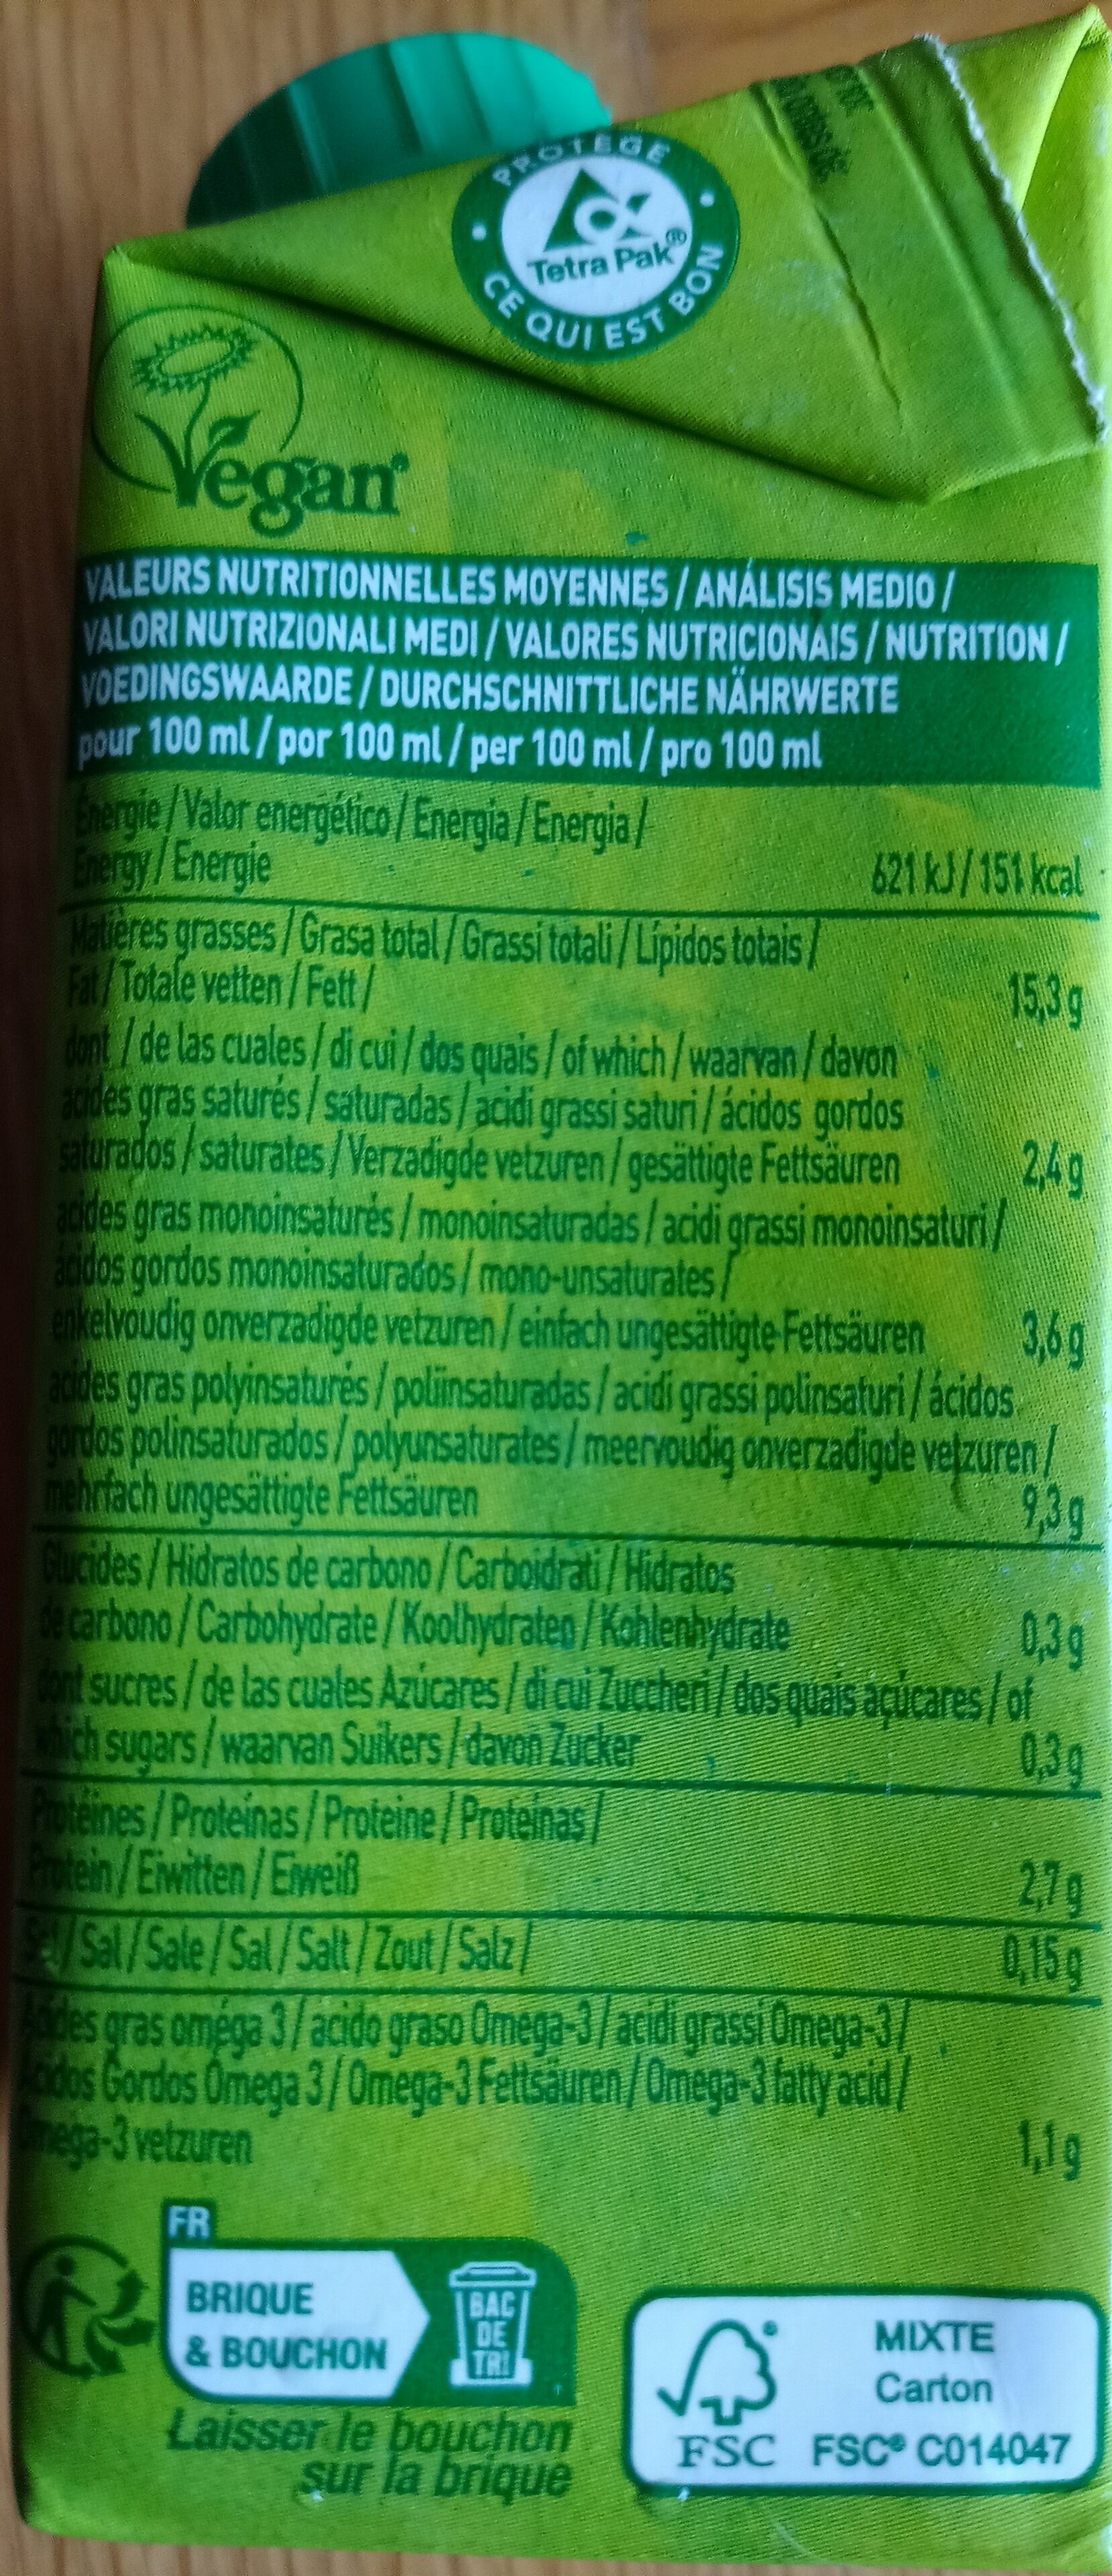 PROTÈGE
Tetra Pak®
CE QUI EST BON
Vegan
VALEURS NUTRITIONNELLES MOYENNES / ANÁLISIS MEDIO /
VALORI NUTRIZIONALI MEDI / VALORES NUTRICIONAIS / NUTRITION /
VOEDINGSWAARDE / DURCHSCHNITTLICHE NÄHRWERTE
pour 100 ml / por 100 ml / per 100 ml / pro 100 ml
Énergie / Valor energético / Energia / Energia /
Energy / Energie 621 kJ / 151 kcal
Matières grasses / Grasa total / Grassi totali / Lípidos totais /
Fat / Totale vetten / Fett / 15,3 g
dont / de las cuales / di cui / dos quais / of which / waarvan / davon
acides gras saturés / saturadas / acidi grassi saturi / ácidos gordos
saturados / saturates / Verzadigde vetzuren / gesättigte Fettsäuren 2,4 g
acides gras monoinsaturés / monoinsaturadas / acidi grassi monoinsaturi /
ácidos gordos monoinsaturados / mono-unsaturates /
enkelvoudig onverzadigde vetzuren / einfach ungesättigte Fettsäuren 3,6 g
acides gras polyinsaturés / poliinsaturadas / acidi grassi polinsaturi / ácidos
gordos polinsaturados / polyunsaturates / meervoudig onverzadigde vetzuren /
mehrfach ungesättigte Fettsäuren 9,3 g
Glucides / Hidratos de carbono / Carboidrati / Hidratos
de carbono / Carbohydrate / Koolhydraten / Kohlenhydrate 0,3 g
dont sucres / de las cuales Azúcares / di cui Zuccheri / dos quais açúcares / of
which sugars / waarvan Suikers / davon Zucker 0,3 g
Protéines / Proteínas / Proteine / Proteínas /
Protein / Eiwitten / Eiweiß 2,7 g
Sel / Sal / Sale / Sal / Salt / Zout / Salz / 0,15 g
Acides gras oméga 3 / acido graso Omega-3 / acidi grassi Omega-3 /
Ácidos Gordos Ómega 3 / Omega-3 Fettsäuren / Omega-3 fatty acid /
Omega-3 vetzuren 1,1 g
FR
BRIQUE
& BOUCHON
BAC
DE
TRI
Laisser le bouchon
sur la brique
MIXTE
Carton
FSC FSC® C014047